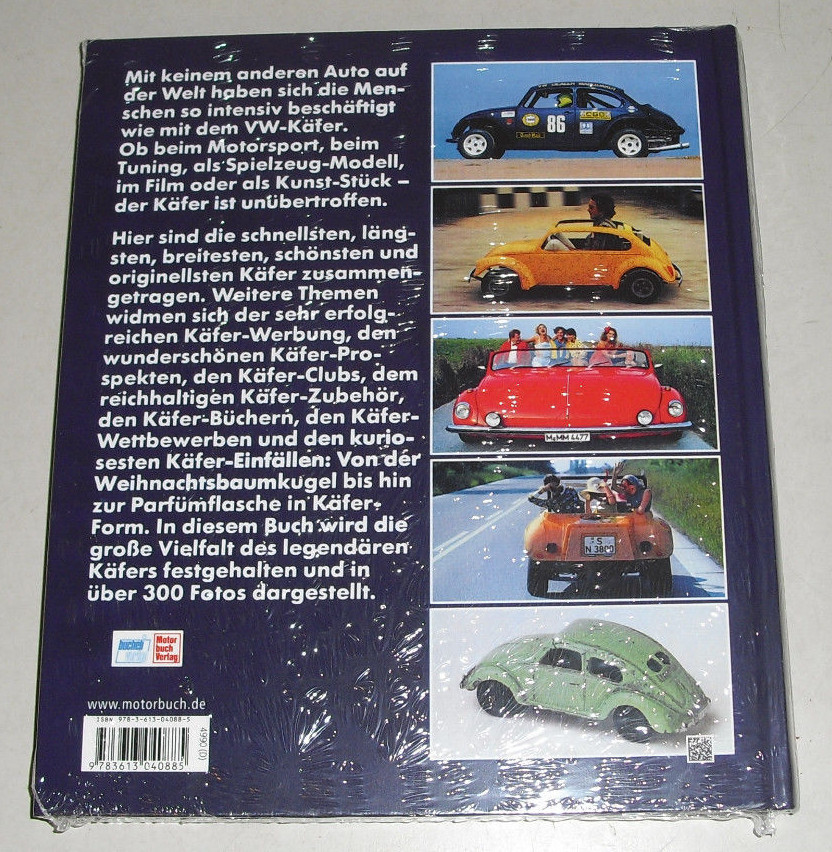 Mit keinem anderen Auto auf
der Welt haben sich die Men-
schen so intensiv beschäftigt
wie mit dem VW-Käfer.
Ob beim Motorsport, beim
Tuning, als Spielzeug-Modell,
im Film oder als Kunst-Stück –
der Käfer ist unübertroffen.
Hier sind die schnellsten, läng-
sten, breitesten, schönsten und
originellsten Käfer zusammen-
getragen. Weitere Themen
widmen sich der sehr erfolg-
reichen Käfer-Werbung, den
wunderschönen Käfer-Pro-
spekten, den Käfer-Clubs, dem
reichhaltigen Käfer-Zubehör,
den Käfer-Büchern, den Käfer-
Wettbewerben und den kurio-
sesten Käfer-Einfällen: Von der
Weihnachtsbaumkugel bis hin
zur Parfümflasche in Käfer-
Form. In diesem Buch wird die
große Vielfalt des legendären
Käfers festgehalten und in
über 300 Fotos dargestellt.
bucheli
Motor
buch
Verlag
www.motorbuch.de
ISBN 978-3-613-04088-5
9 783613 040885
4990 (0)
86
M MM 4477
S
N 3800